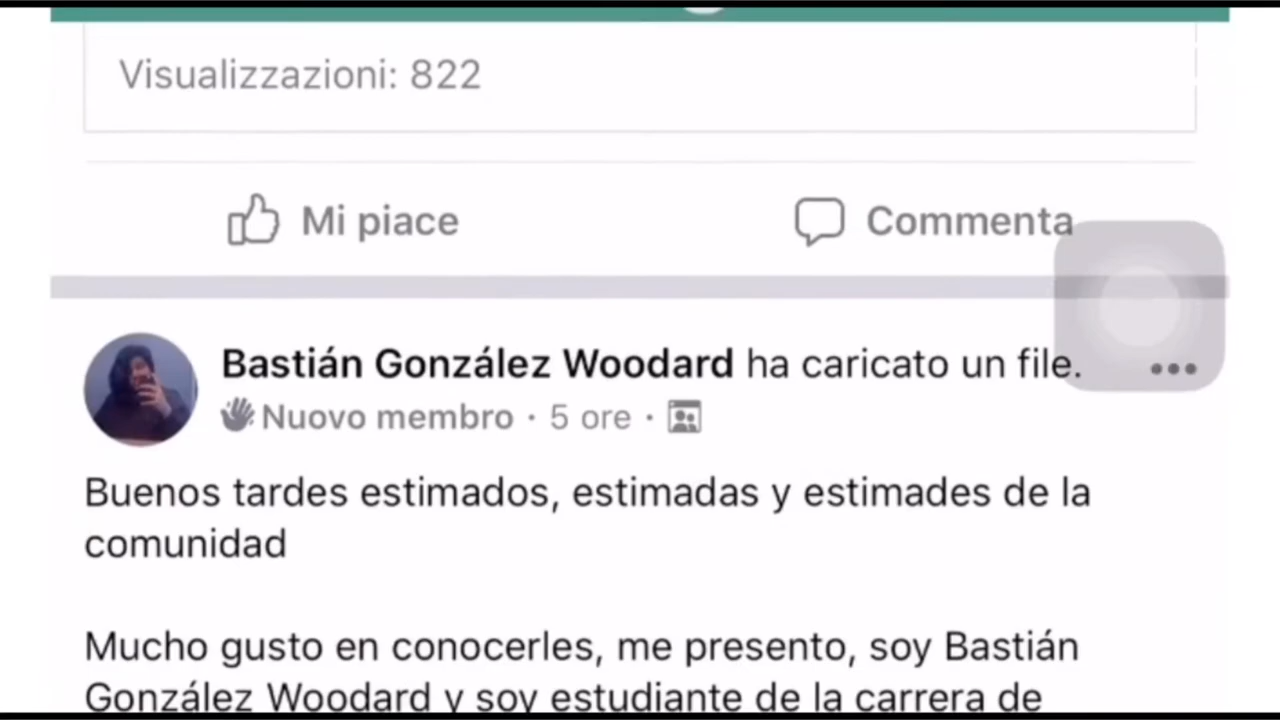 Visualizzazioni: 822
Mi piace
Commenta
Bastián González Woodard ha caricato un file.
Nuovo membro · 5 ore ·
Buenos tardes estimados, estimadas y estimades de la
comunidad
Mucho gusto en conocerles, me presento, soy Bastián
González Woodard y soy estudiante de la carrera de